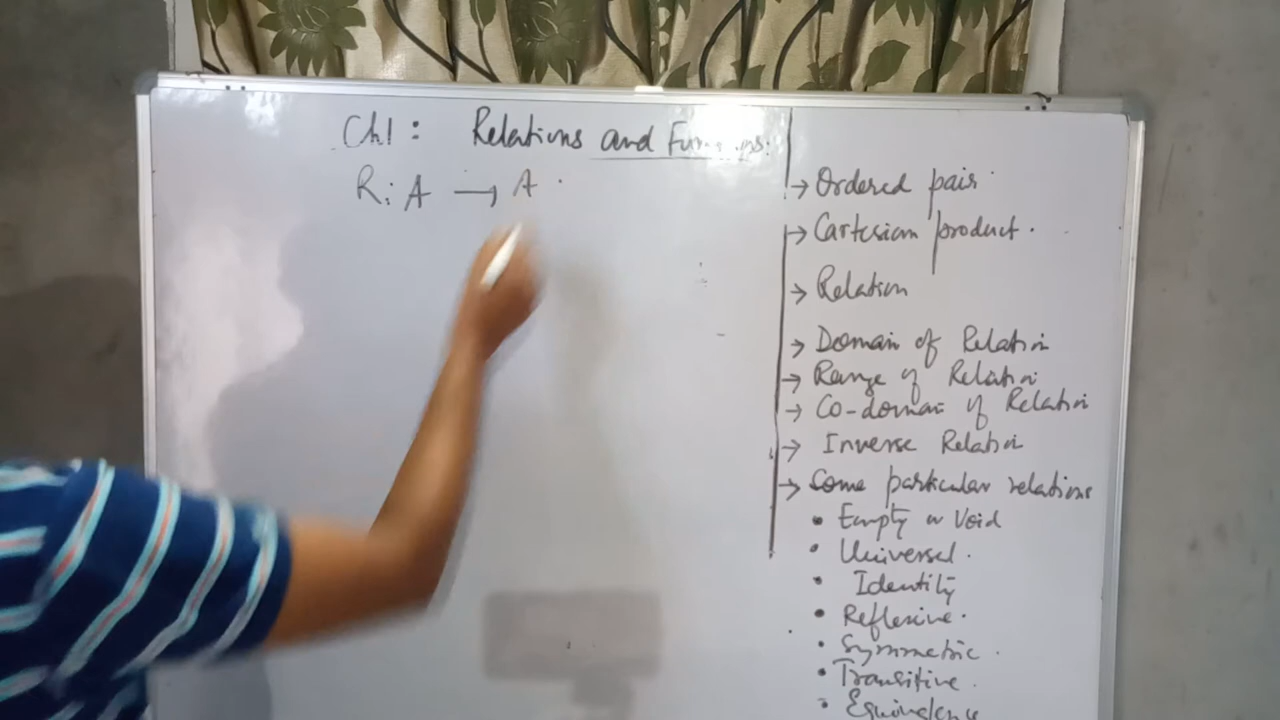 Ch1: Relations and
R: A → A
→ Ordered pair
→ Cartesian product.
→ Relation
→ Domain of Relation
→ Range of Relation
→ Co-domain of Relation
→ Inverse Relation
→ Some particular relations
• Empty or Void
• Universal.
• Identity
• Reflexive.
• Symmetric.
• Transitive.
• Equivalence